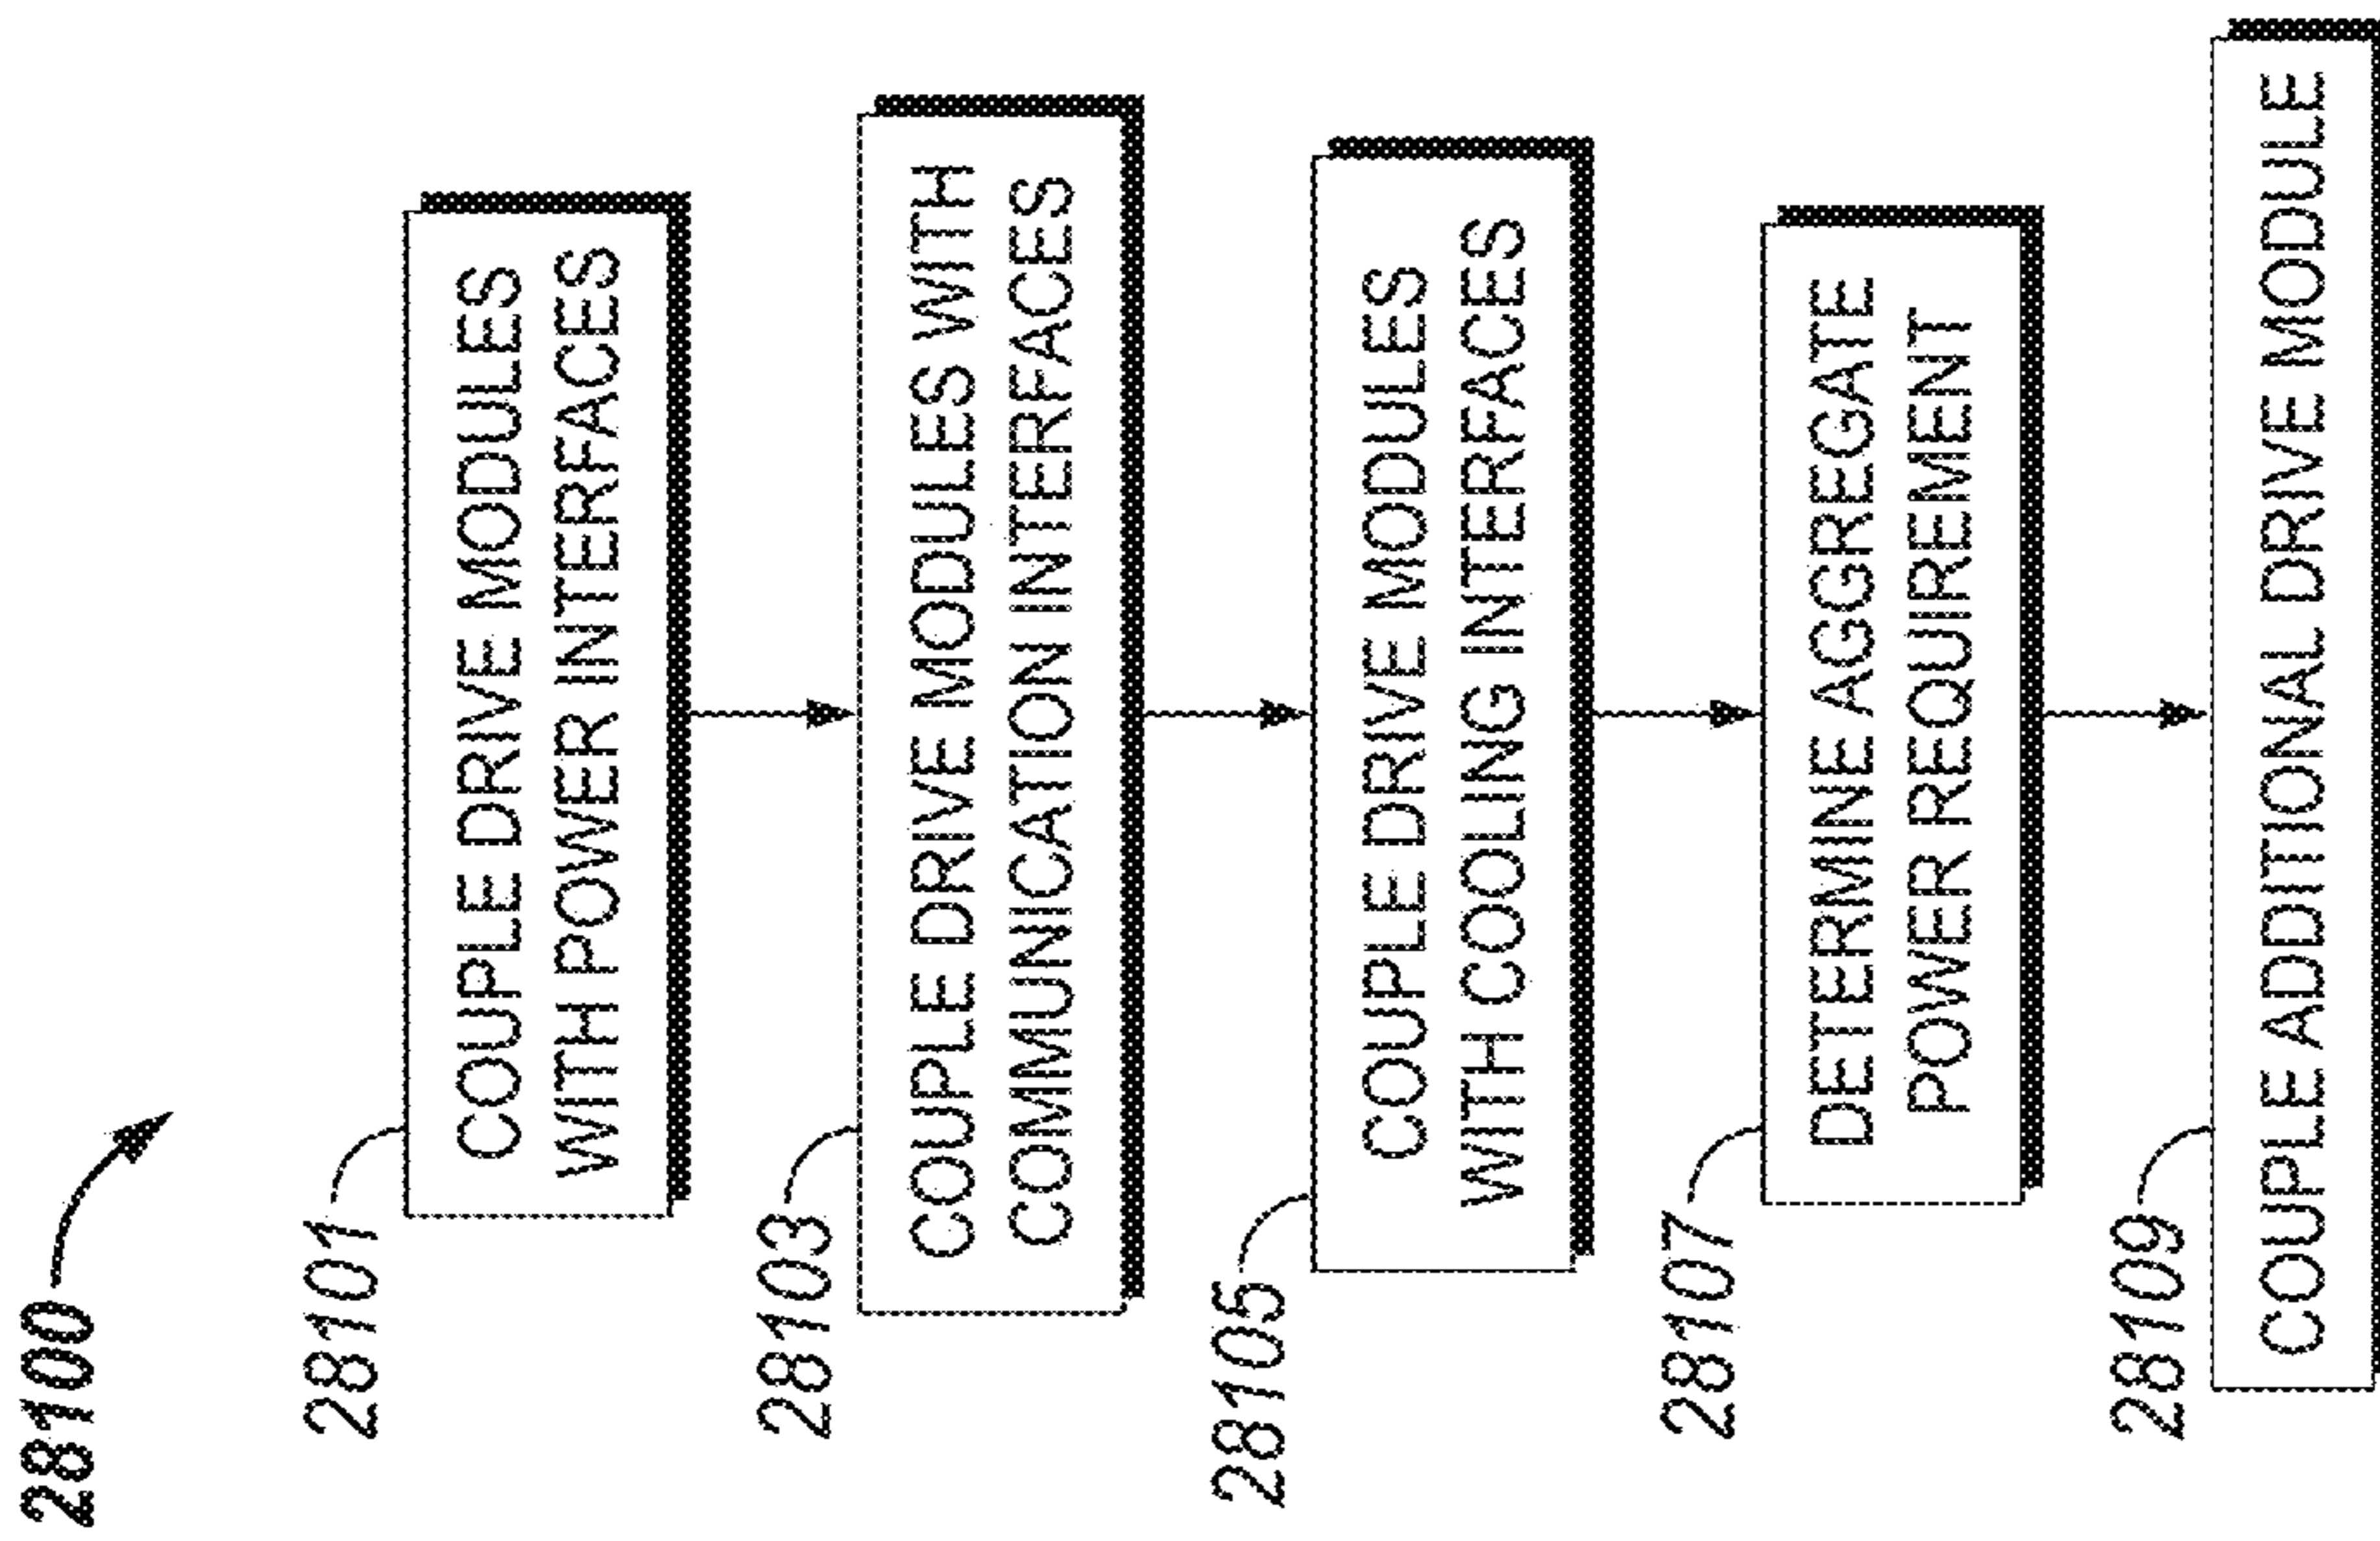 28100
28101
COUPLE DRIVE MODULES
WITH POWER INTERFACES
28103
COUPLE DRIVE MODULES WITH
COMMUNICATION INTERFACES
28105
COUPLE DRIVE MODULES
WITH COOLING INTERFACES
28107
DETERMINE AGGREGATE
POWER REQUIREMENT
28109
COUPLE ADDITIONAL DRIVE MODULE